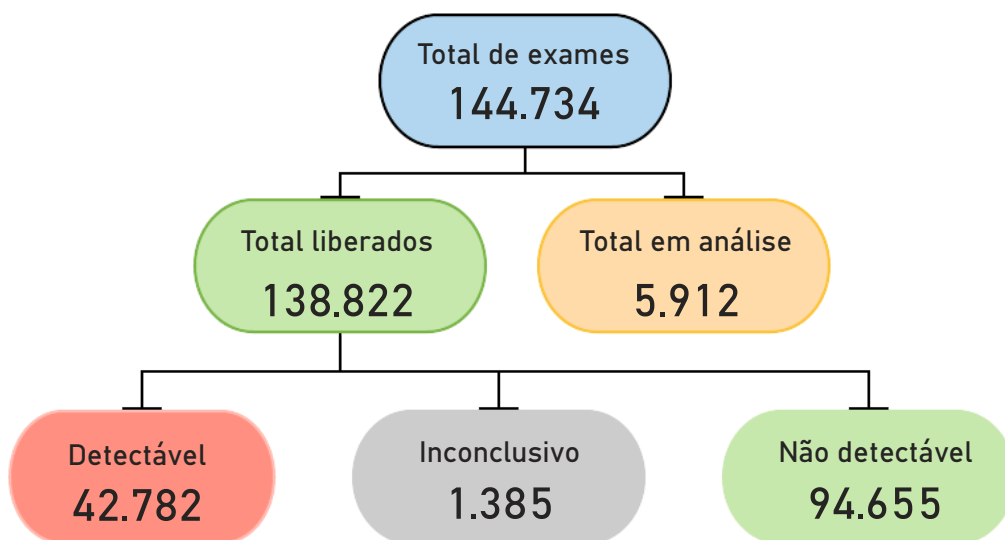 Total de exames
144.734
Total liberados
138.822
Total em análise
5.912
Detectável
42.782
Inconclusivo
1.385
Não detectável
94.655